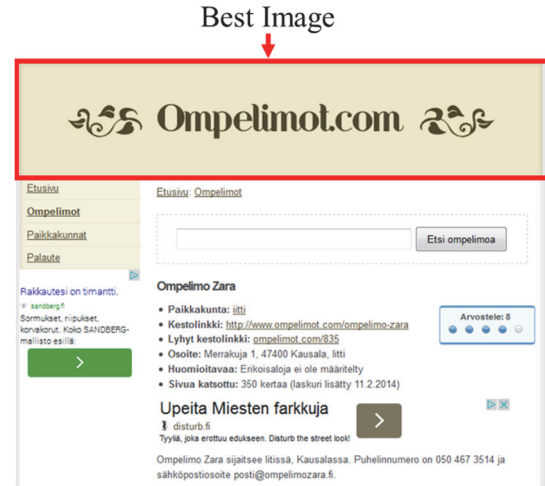 Best Image
Ompelimot.com
Etusivu
Ompelimot
Paikkakunnat
Palaute
Rakkautesi on timantti.
sandberg.fi
Sormukset, riipukset,
korvakorut. Koko SANDBERG-
mallisto esillä:
Etusivu: Ompelimot
Etsi ompelimoa
Ompelimo Zara
• Paikkakunta: iitti
• Kestolinkki: http://www.ompelimot.com/ompelimo-zara
• Lyhyt kestolinkki: ompelimot.com/835
• Osoite: Merrakuja 1, 47400 Kausala, Iitti
• Huomioitavaa: Erikoisaloja ei ole määritelty
• Sivua katsottu: 350 kertaa (laskuri lisätty 11.2.2014)
Arvostele: 8
Upeita Miesten farkkuja
disturb.fi
Tyyliä, joka erottuu edukseen. Disturb the street look!
Ompelimo Zara sijaitsee Iitissä, Kausalassa. Puhelinnumero on 050 467 3514 ja
sähköpostiosoite posti@ompelimozara.fi.